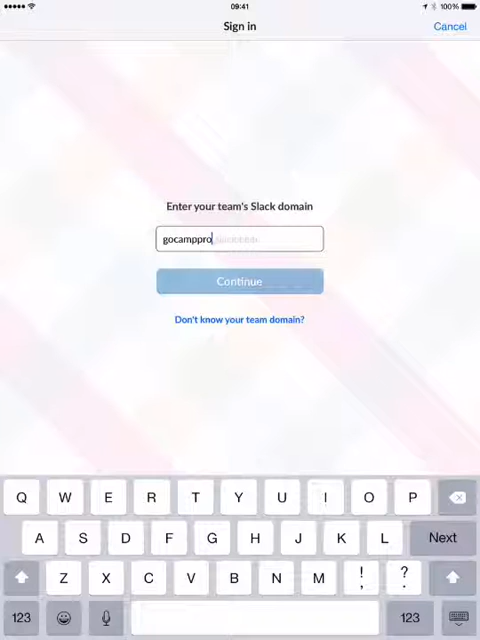 09:41
100%
Sign in
Cancel
Enter your team's Slack domain
gocamppro
Continue
Don't know your team domain?
Q W E R T Y U I O P
A S D F G H J K L Next
Z X C V B N M ! , ? .
123 123